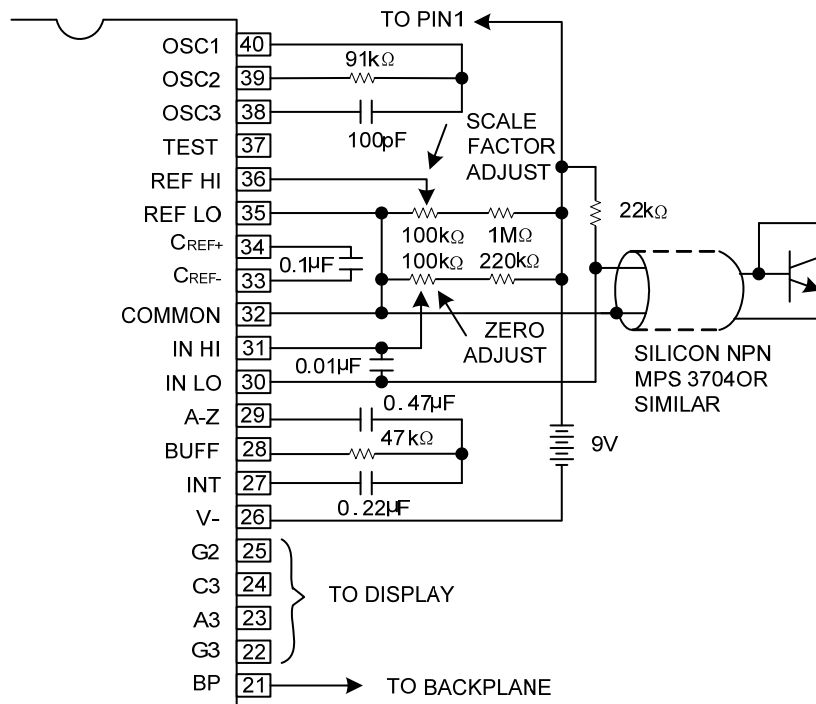 TO PIN1
OSC1 40
91kΩ
OSC2 39
OSC3 38
100pF
SCALE
FACTOR
ADJUST
TEST 37
REF HI 36
REF LO 35
22kΩ
100kΩ 1MΩ
CREF+ 34
100kΩ 220kΩ
0.1µF
CREF- 33
COMMON 32
ZERO
ADJUST
IN HI 31
0.01µF
IN LO 30
SILICON NPN
MPS 3704OR
SIMILAR
A-Z 29
0.47µF
BUFF 28
47kΩ
9V
INT 27
0.22µF
V- 26
G2 25
C3 24
TO DISPLAY
A3 23
G3 22
BP 21
TO BACKPLANE